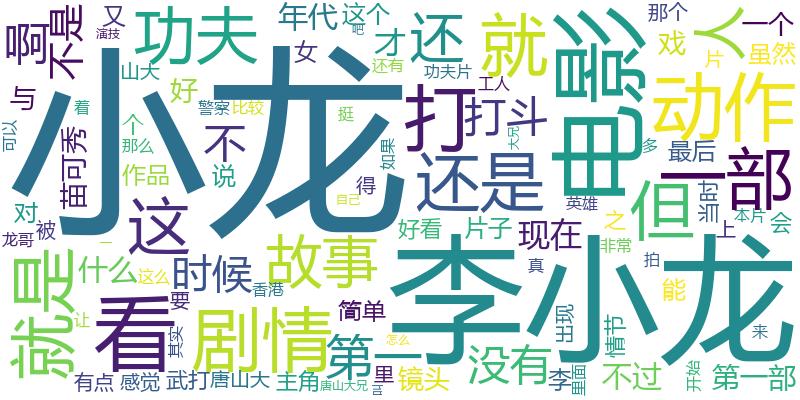 小龙
李小龙
电影
功夫
还
就
人
一个
那个
戏
虽然
片
啊
不是
又
演技
年代
这个
吧
才
女
还有
功夫片
工人
山大
好
警察
比较
挺
与
着
可以
个
那么
苗可秀
不
说
作品
打
打斗
如果
大兄
动作
一部
多
最后
还是
得
自己
英雄
但
当时
本片
会
上
之
对
被
龙哥
一
这
好看
片子
现在
非常
真
拍
能
就是
什么
这么
时候
要
故事
香港
简单
出现
情节
来
让
其实
看
剧情
第一
怎么
没有
有点
感觉
武打
唐山大
主角
唐山大兄
里
镜头
李
里面
不过
开始
第一部